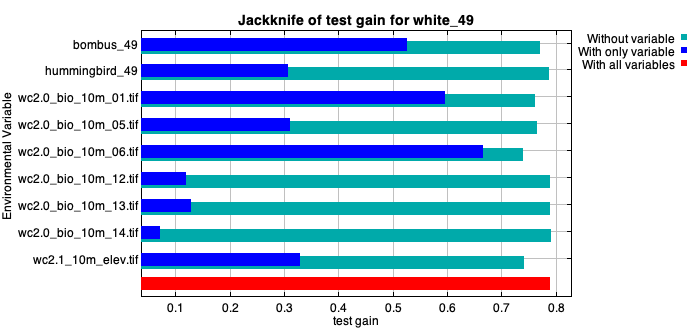 Jackknife of test gain for white_49
Without variable
With only variable
With all variables
Environmental Variable
bombus_49
hummingbird_49
wc2.0_bio_10m_01.tif
wc2.0_bio_10m_05.tif
wc2.0_bio_10m_06.tif
wc2.0_bio_10m_12.tif
wc2.0_bio_10m_13.tif
wc2.0_bio_10m_14.tif
wc2.1_10m_elev.tif
0.1 0.2 0.3 0.4 0.5 0.6 0.7 0.8
test gain